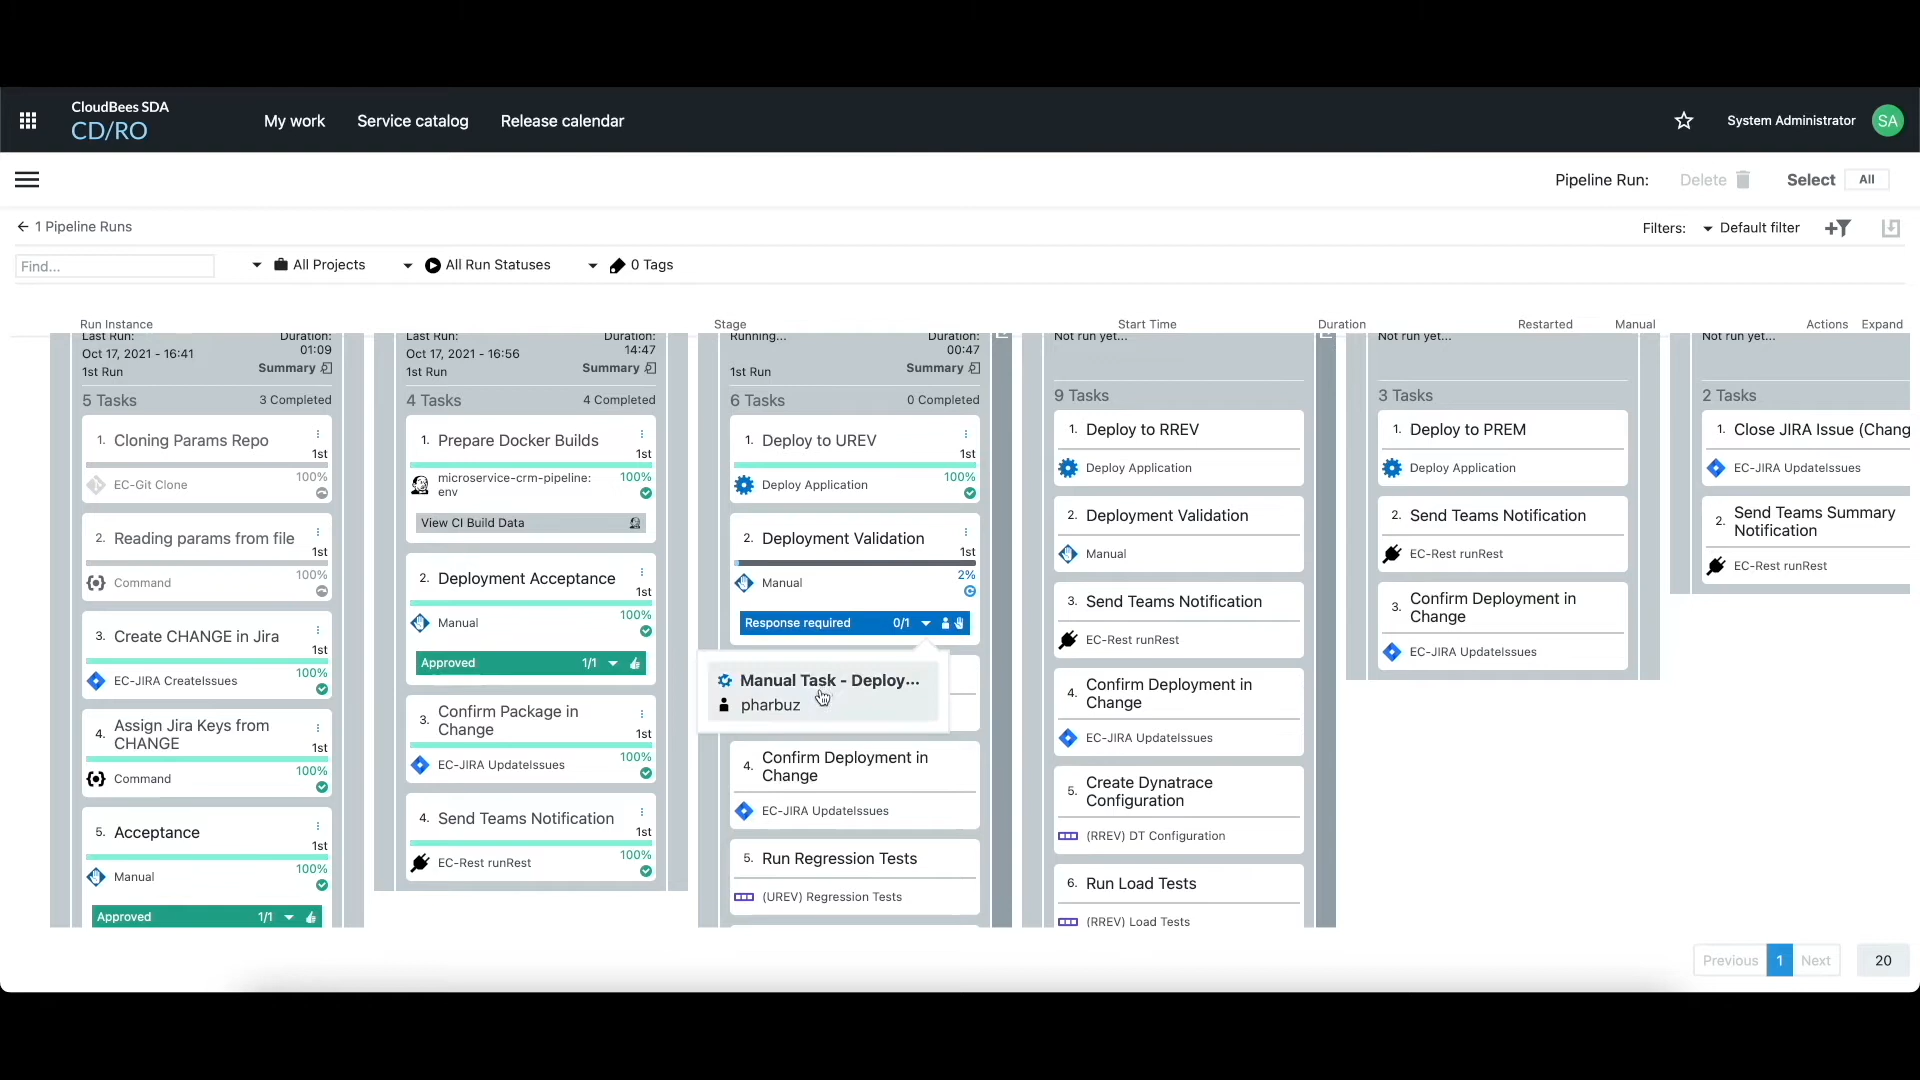 CloudBees SDA
CD/RO
My work
Service catalog
Release calendar
System Administrator
SA
Pipeline Run:
Delete
Select
All
1 Pipeline Runs
Filters:
Default filter
Find...
All Projects
All Run Statuses
0 Tags
Run Instance
Stage
Start Time
Duration
Restarted
Manual
Actions
Expand
Last Run:
Duration:
Oct 17, 2021 - 16:41
01:09
1st Run
Summary
5 Tasks
3 Completed
1. Cloning Params Repo
1st
EC-Git Clone
100%
2. Reading params from file
1st
Command
100%
3. Create CHANGE in Jira
1st
EC-JIRA CreateIssues
100%
4. Assign Jira Keys from
CHANGE
1st
Command
100%
5. Acceptance
1st
Manual
100%
Approved
1/1
Last Run:
Duration:
Oct 17, 2021 - 16:56
14:47
1st Run
Summary
4 Tasks
4 Completed
1. Prepare Docker Builds
1st
microservice-crm-pipeline:
env
100%
View CI Build Data
2. Deployment Acceptance
1st
Manual
100%
Approved
1/1
3. Confirm Package in
Change
1st
EC-JIRA UpdateIssues
100%
4. Send Teams Notification
1st
EC-Rest runRest
100%
Running...
Duration:
00:47
1st Run
Summary
6 Tasks
0 Completed
1. Deploy to UREV
1st
Deploy Application
100%
2. Deployment Validation
1st
Manual
2%
Response required
0/1
Manual Task - Deploy...
pharbuz
4. Confirm Deployment in
Change
EC-JIRA UpdateIssues
5. Run Regression Tests
(UREV) Regression Tests
Not run yet...
9 Tasks
1. Deploy to RREV
Deploy Application
2. Deployment Validation
Manual
3. Send Teams Notification
EC-Rest runRest
4. Confirm Deployment in
Change
EC-JIRA UpdateIssues
5. Create Dynatrace
Configuration
(RREV) DT Configuration
6. Run Load Tests
(RREV) Load Tests
Not run yet...
3 Tasks
1. Deploy to PREM
Deploy Application
2. Send Teams Notification
EC-Rest runRest
3. Confirm Deployment in
Change
EC-JIRA UpdateIssues
Not run yet...
2 Tasks
1. Close JIRA Issue (Chang
EC-JIRA UpdateIssues
2. Send Teams Summary
Notification
EC-Rest runRest
Previous
1
Next
20